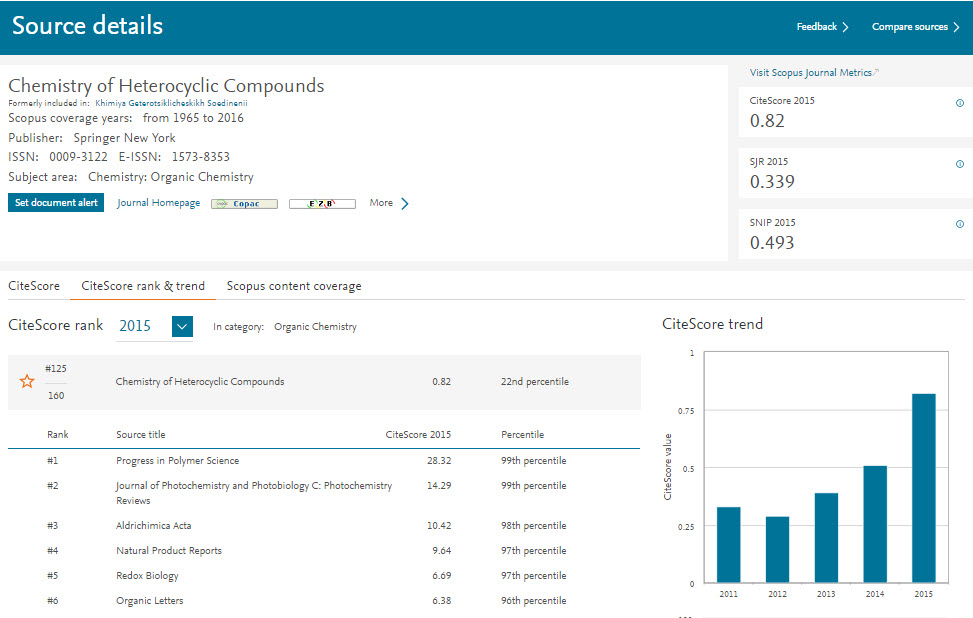 Source details
Feedback
Compare sources
Chemistry of Heterocyclic Compounds
Formerly included in: Khimiya Geterotsiklicheskikh Soedinenii
Scopus coverage years: from 1965 to 2016
Publisher: Springer New York
ISSN: 0009-3122 E-ISSN: 1573-8353
Subject area: Chemistry: Organic Chemistry
Set document alert Journal Homepage Copac E*Z,B More
Visit Scopus Journal Metrics
CiteScore 2015
0.82
SJR 2015
0.339
SNIP 2015
0.493
CiteScore CiteScore rank & trend Scopus content coverage
CiteScore rank 2015 In category: Organic Chemistry
#125
160
Chemistry of Heterocyclic Compounds 0.82 22nd percentile
Rank Source title CiteScore 2015 Percentile
#1 Progress in Polymer Science 28.32 99th percentile
#2 Journal of Photochemistry and Photobiology C: Photochemistry 14.29 99th percentile
Reviews
#3 Aldrichimica Acta 10.42 98th percentile
#4 Natural Product Reports 9.64 97th percentile
#5 Redox Biology 6.69 97th percentile
#6 Organic Letters 6.38 96th percentile
CiteScore trend
CiteScore value
1
0.75
0.5
0.25
0
2011 2012 2013 2014 2015